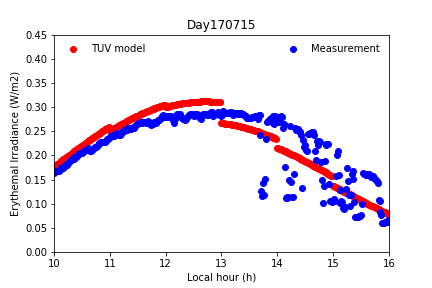 Day170715
TUV model
Measurement
Erythemal Irradiance (W/m2)
0.45
0.40
0.35
0.30
0.25
0.20
0.15
0.10
0.05
0.00
10 11 12 13 14 15 16
Local hour (h)